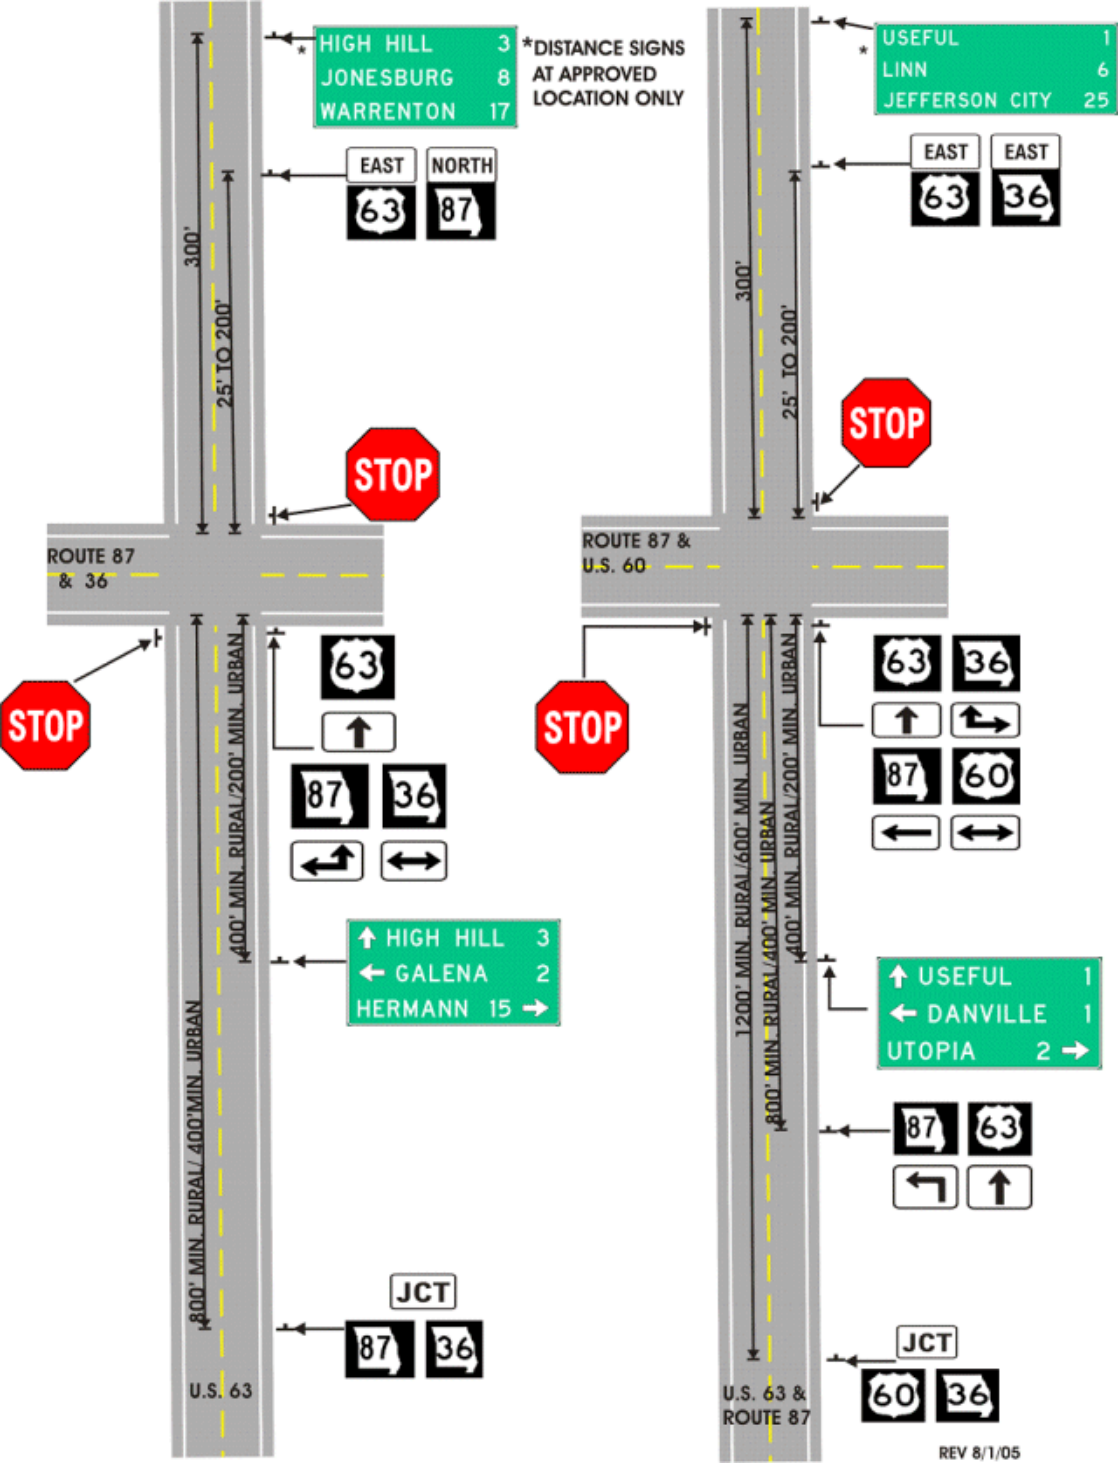 HIGH HILL 3
JONESBURG 8
WARRENTON 17
*
*DISTANCE SIGNS
AT APPROVED
LOCATION ONLY
EAST NORTH
63 87
300'
25' TO 200'
STOP
ROUTE 87
& 36
STOP
63
87 36
400' MIN. RURAL/200' MIN. URBAN
HIGH HILL 3
GALENA 2
HERMANN 15
800' MIN. RURAL/ 400'MIN. URBAN
JCT
87 36
U.S. 63
USEFUL 1
LINN 6
JEFFERSON CITY 25
*
EAST EAST
63 36
300'
25' TO 200'
STOP
ROUTE 87 &
U.S. 60
STOP
63 36
87 60
1200' MIN. RURAL/600' MIN. URBAN
800' MIN. RURAL/400' MIN. URBAN
400' MIN. RURAL/200' MIN. URBAN
USEFUL 1
DANVILLE 1
UTOPIA 2
87 63
JCT
60 36
U.S. 63 &
ROUTE 87
REV 8/1/05